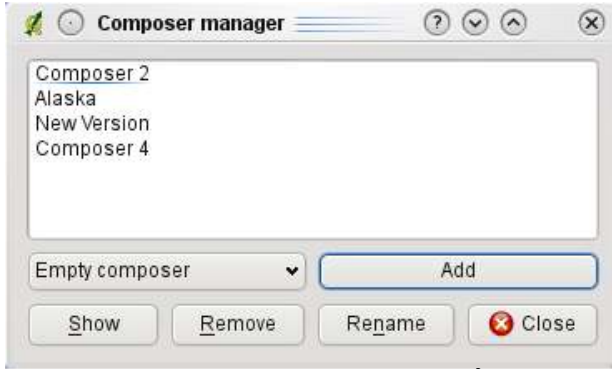 Composer manager
Composer 2
Alaska
New Version
Composer 4
Empty composer
Add
Show
Remove
Rename
Close